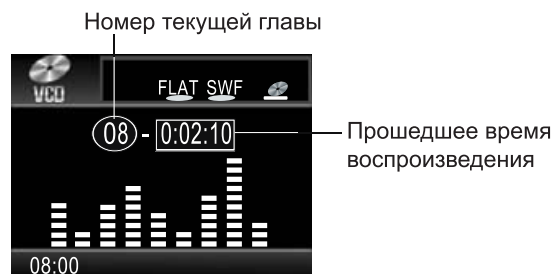 Номер текущей главы
VCD
FLAT SWF
08 - 0:02:10
Прошедшее время
воспроизведения
08:00